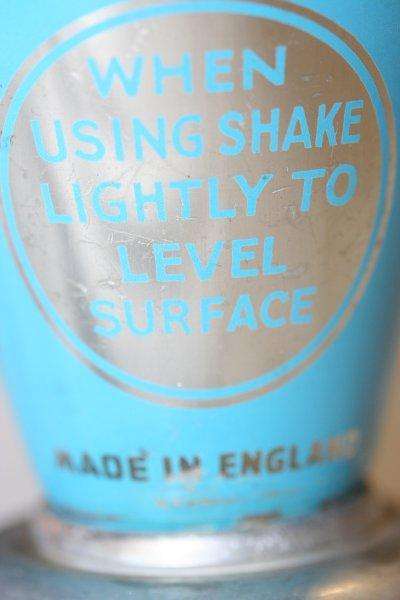 WHEN
USING SHAKE
LIGHTLY TO
LEVEL
SURFACE
MADE IN ENGLAND